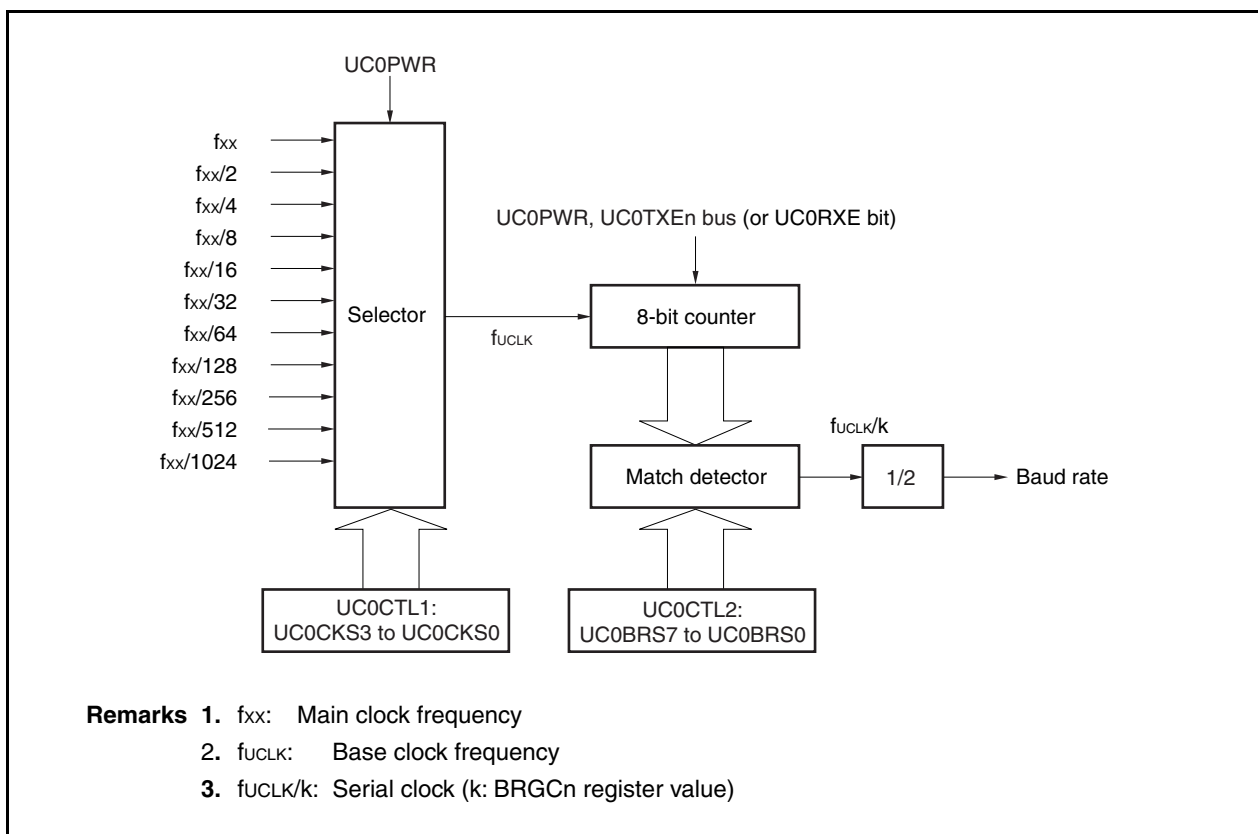 UC0PWR
fxx
fxx/2
fxx/4
fxx/8
fxx/16
fxx/32
fxx/64
fxx/128
fxx/256
fxx/512
fxx/1024
Selector
fUCLK
UC0PWR, UC0TXEn bus (or UC0RXE bit)
8-bit counter
Match detector
fUCLK/k
1/2
Baud rate
UC0CTL1:
UC0CKS3 to UC0CKS0
UC0CTL2:
UC0BRS7 to UC0BRS0
Remarks 1. fxx: Main clock frequency
2. fUCLK: Base clock frequency
3. fUCLK/k: Serial clock (k: BRGCn register value)